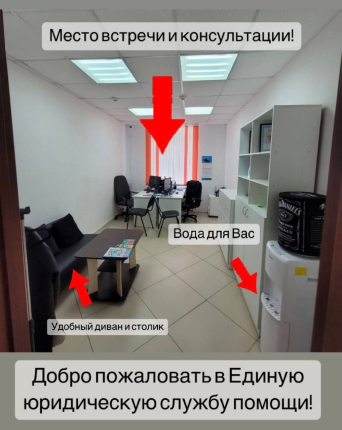 Место встречи и консультации!
Вода для Вас
Удобный диван и столик
Добро пожаловать в Единую
юридическую службу помощи!